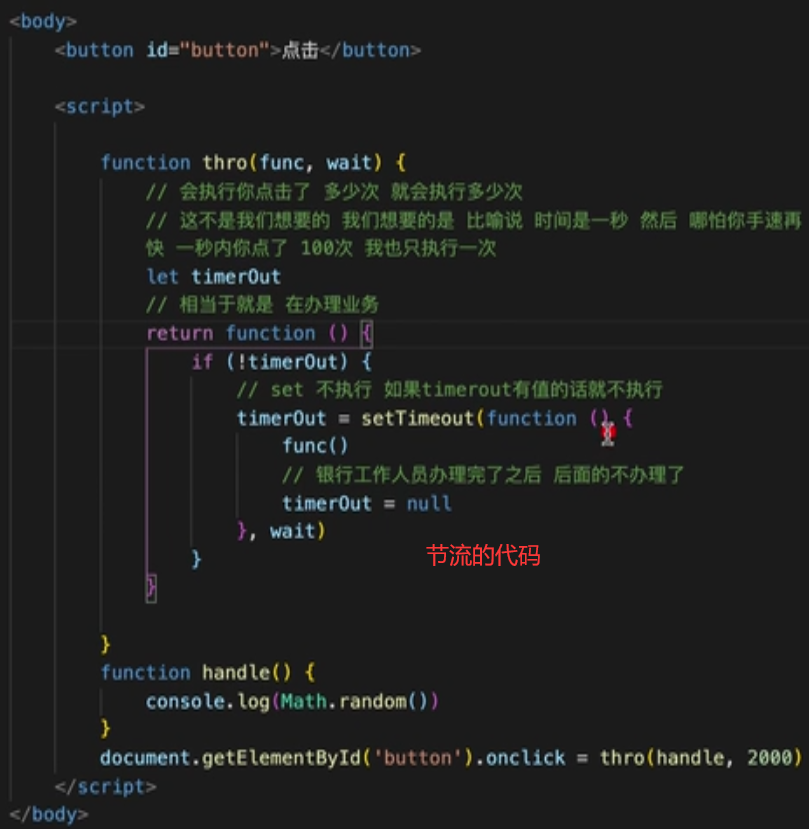 <body>
<button id="button">点击</button>
<script>
function thro(func, wait) {
// 会执行你点击了 多少次 就会执行多少次
// 这不是我们想要的 我们想要的是 比喻说 时间是一秒 然后 哪怕你手速再
快 一秒内你点了 100次 我也只执行一次
let timerOut
// 相当于就是 在办理业务
return function () {
if (!timerOut) {
// set 不执行 如果timerout有值的话就不执行
timerOut = setTimeout(function () {
func()
// 银行工作人员办理完了之后 后面的不办理了
timerOut = null
}, wait)
节流的代码
}
}
}
function handle() {
console.log(Math.random())
}
document.getElementById('button').onclick = thro(handle, 2000)
</script>
</body>